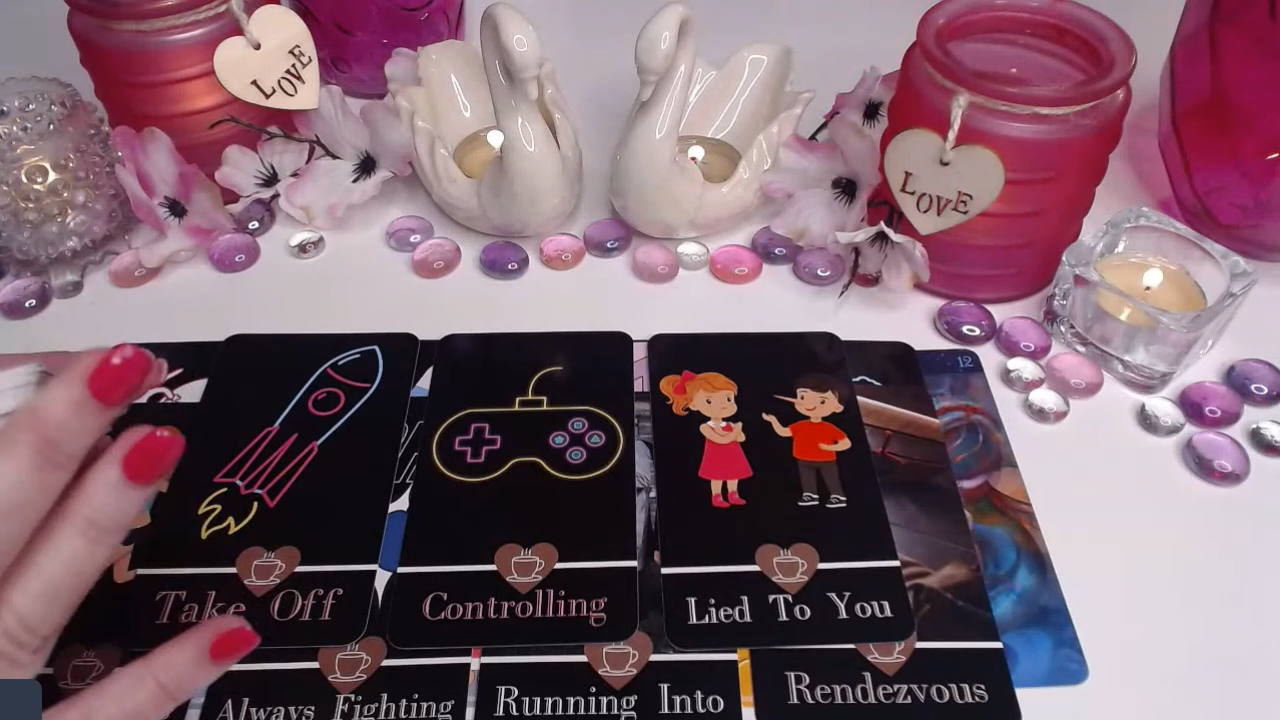 LOVE
LOVE
12
Take Off
Controlling
Lied To You
Always Fighting
Running Into
Rendezvous